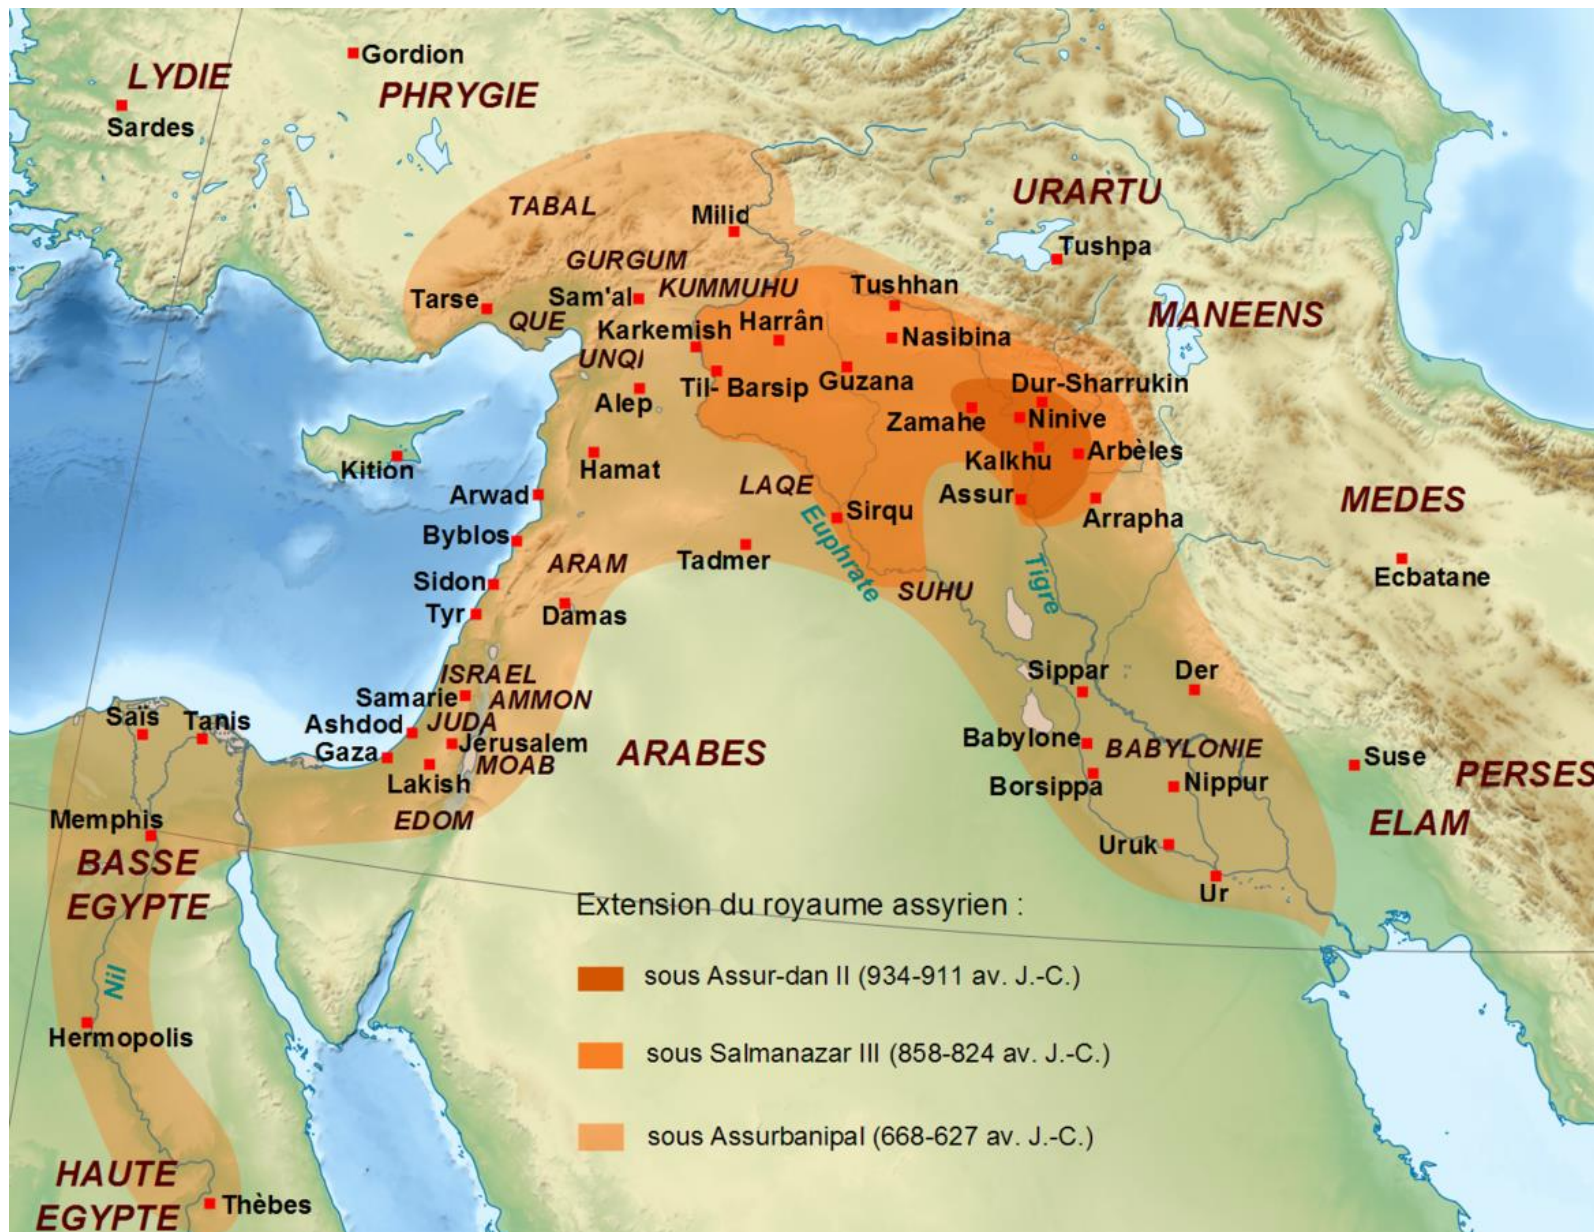 Gordion
LYDIE
PHRYGIE
Sardes
URARTU
TABAL
Milid
Tushpa
GURGUM
Tushhan
Sam'al
KUMMUHU
Tarse
MANEENS
QUE
Karkemish
Harrân
Nasibina
UNQI
Til- Barsip
Guzana
Dur-Sharrukin
Alep
Zamahe
Ninive
Kalkhu
Arbèles
Kition
Hamat
LAQE
Arwad
Assur
MEDES
Sirqu
Arrapha
Byblos
Euphrate
ARAM
Tadmer
Tigre
Ecbatane
Sidon
SUHU
Tyr
Damas
ISRAEL
Sippar
Der
Samarie
AMMON
Saïs
Tanis
Ashdod
JUDA
Jerusalem
Babylone
BABYLONIE
Gaza
ARABES
MOAB
Suse
PERSES
Lakish
Borsippa
Nippur
Memphis
EDOM
ELAM
Uruk
BASSE
EGYPTE
Ur
Extension du royaume assyrien :
sous Assur-dan II (934-911 av. J.-C.)
Nil
Hermopolis
sous Salmanazar III (858-824 av. J.-C.)
sous Assurbanipal (668-627 av. J.-C.)
HAUTE
EGYPTE
Thèbes